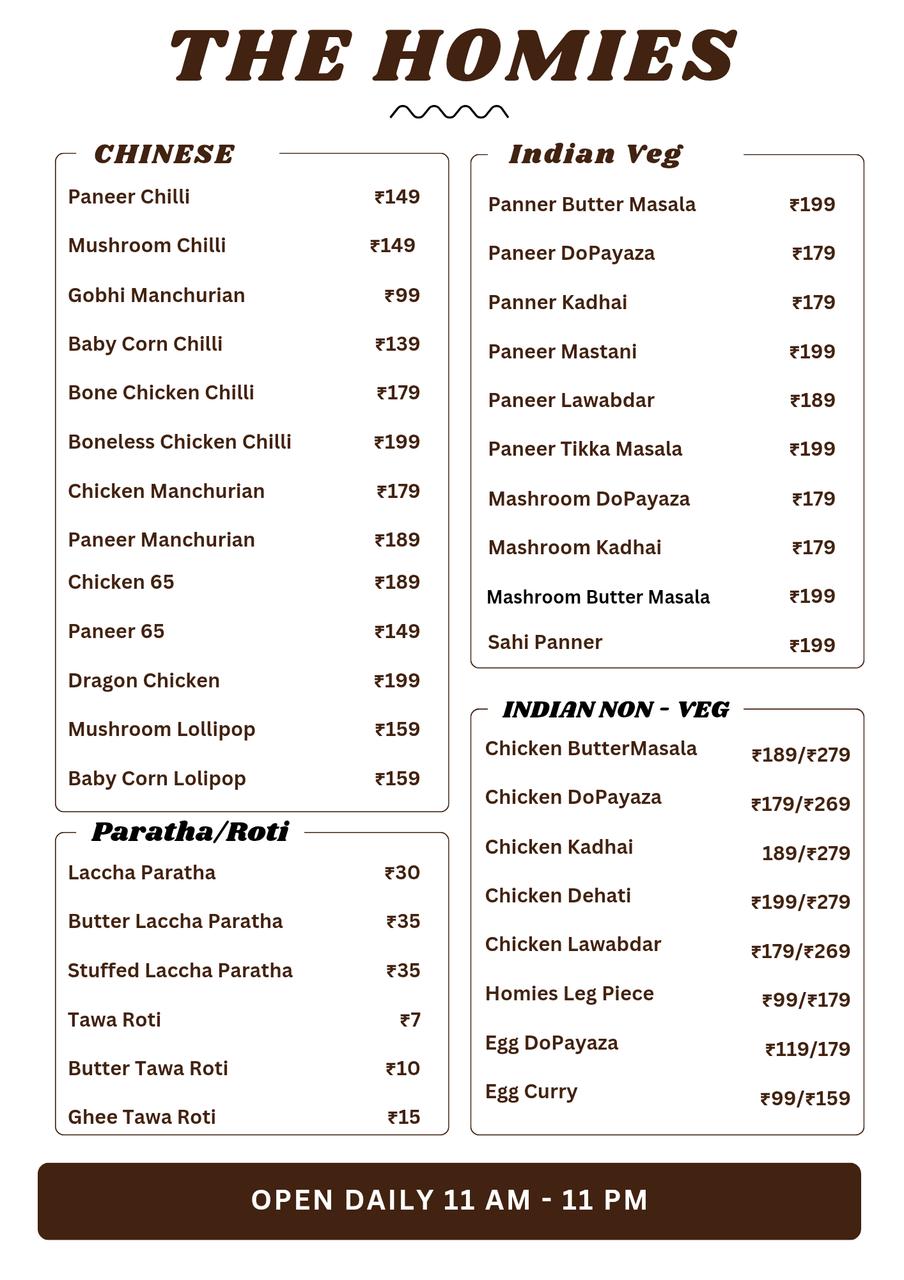 THE HOMIES
CHINESE
Paneer Chilli ₹149
Mushroom Chilli ₹149
Gobhi Manchurian ₹99
Baby Corn Chilli ₹139
Bone Chicken Chilli ₹179
Boneless Chicken Chilli ₹199
Chicken Manchurian ₹179
Paneer Manchurian ₹189
Chicken 65 ₹189
Paneer 65 ₹149
Dragon Chicken ₹199
Mushroom Lollipop ₹159
Baby Corn Lolipop ₹159
Paratha/Roti
Laccha Paratha ₹30
Butter Laccha Paratha ₹35
Stuffed Laccha Paratha ₹35
Tawa Roti ₹7
Butter Tawa Roti ₹10
Ghee Tawa Roti ₹15
Indian Veg
Panner Butter Masala ₹199
Paneer DoPayaza ₹179
Panner Kadhai ₹179
Paneer Mastani ₹199
Paneer Lawabdar ₹189
Paneer Tikka Masala ₹199
Mashroom DoPayaza ₹179
Mashroom Kadhai ₹179
Mashroom Butter Masala ₹199
Sahi Panner ₹199
INDIAN NON - VEG
Chicken ButterMasala ₹189/₹279
Chicken DoPayaza ₹179/₹269
Chicken Kadhai 189/₹279
Chicken Dehati ₹199/₹279
Chicken Lawabdar ₹179/₹269
Homies Leg Piece ₹99/₹179
Egg DoPayaza ₹119/179
Egg Curry ₹99/₹159
OPEN DAILY 11 AM - 11 PM